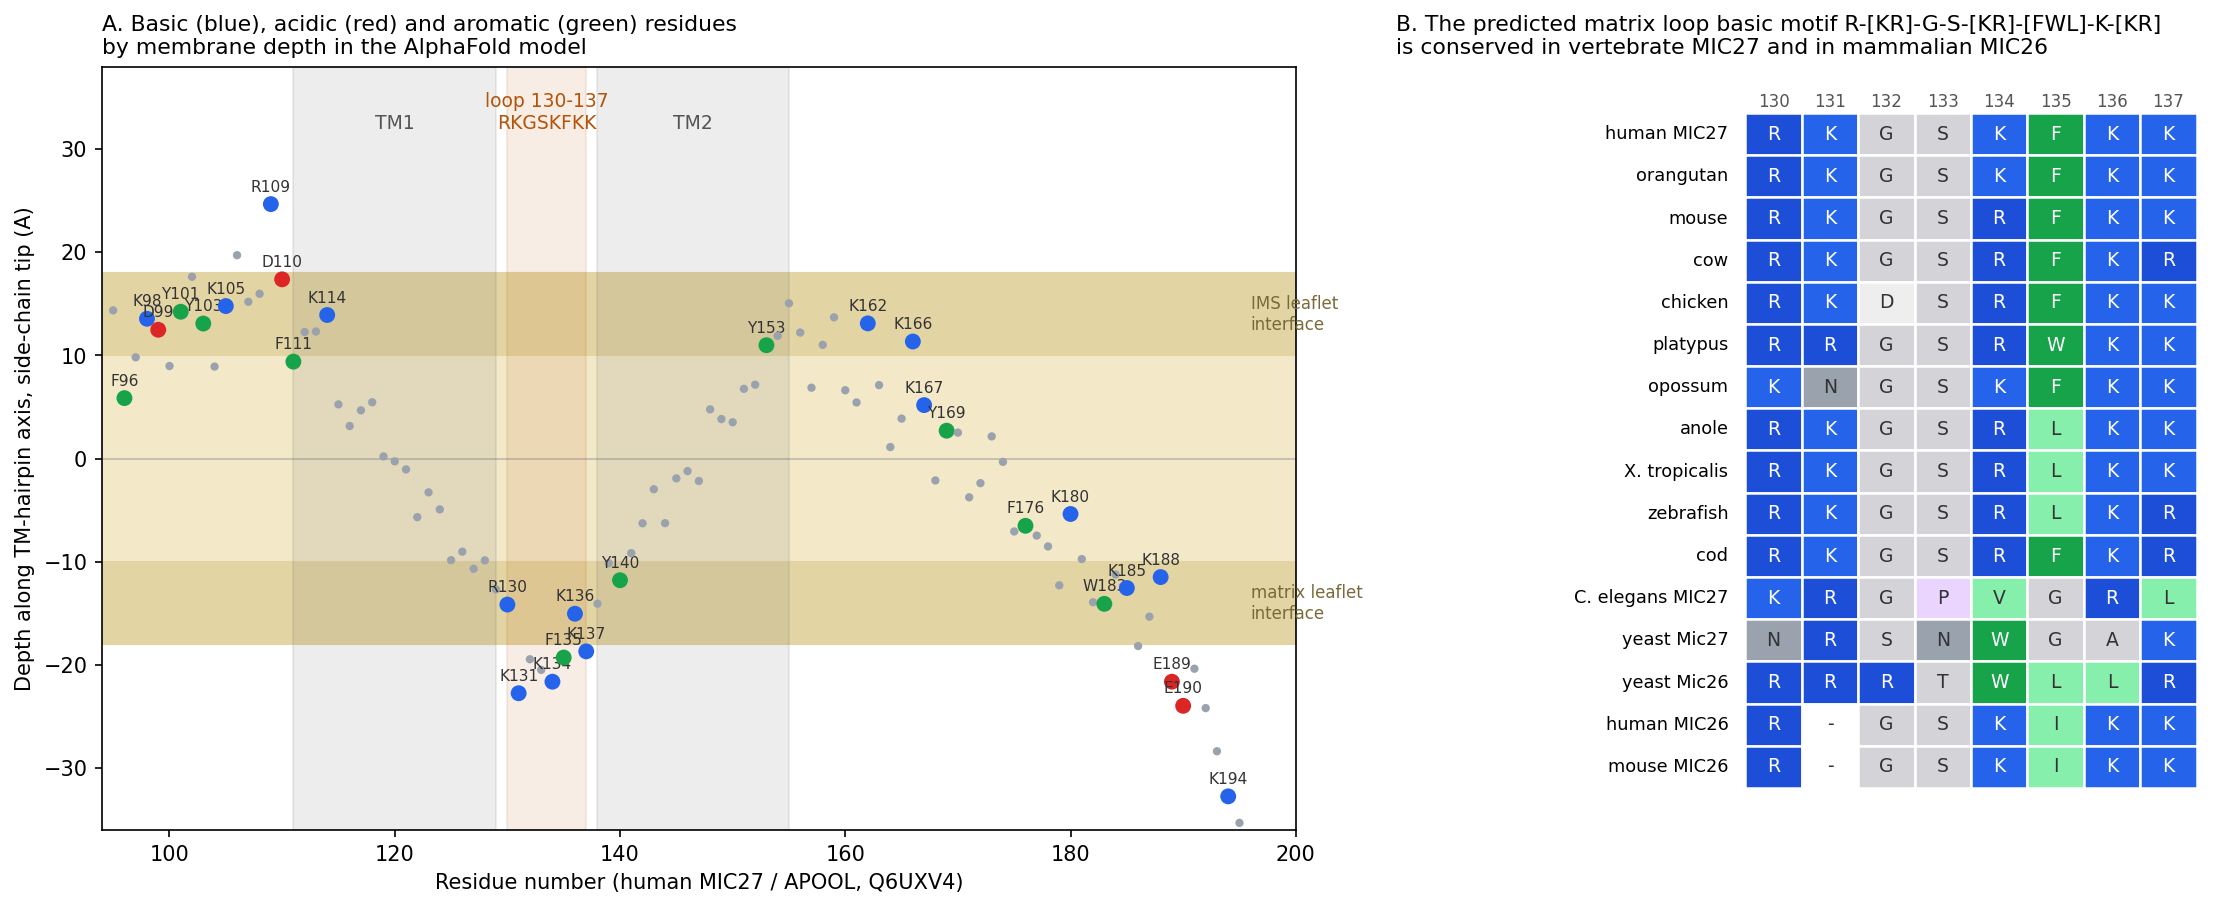 A. Basic (blue), acidic (red) and aromatic (green) residues
by membrane depth in the AlphaFold model
loop 130-137
RKGSKFKK
TM1
TM2
R109
D110
K98
D99
Y101
Y103
K105
K114
F111
F96
Y153
K162
K166
K167
Y169
F176
K180
Y140
R130
K136
F135
K137
K134
K131
W183
K185
K188
E189
E190
K194
IMS leaflet
interface
matrix leaflet
interface
30
20
10
0
−10
−20
−30
100
120
140
160
180
200
Depth along TM-hairpin axis, side-chain tip (A)
Residue number (human MIC27 / APOOL, Q6UXV4)
B. The predicted matrix loop basic motif R-[KR]-G-S-[KR]-[FWL]-K-[KR]
is conserved in vertebrate MIC27 and in mammalian MIC26
130 131 132 133 134 135 136 137
human MIC27 R K G S K F K K
orangutan R K G S K F K K
mouse R K G S R F K K
cow R K G S R F K R
chicken R K D S R F K K
platypus R R G S R W K K
opossum K N G S K F K K
anole R K G S R L K K
X. tropicalis R K G S R L K K
zebrafish R K G S R L K R
cod R K G S R F K R
C. elegans MIC27 K R G P V G R L
yeast Mic27 N R S N W G A K
yeast Mic26 R R R T W L L R
human MIC26 R - G S K I K K
mouse MIC26 R - G S K I K K